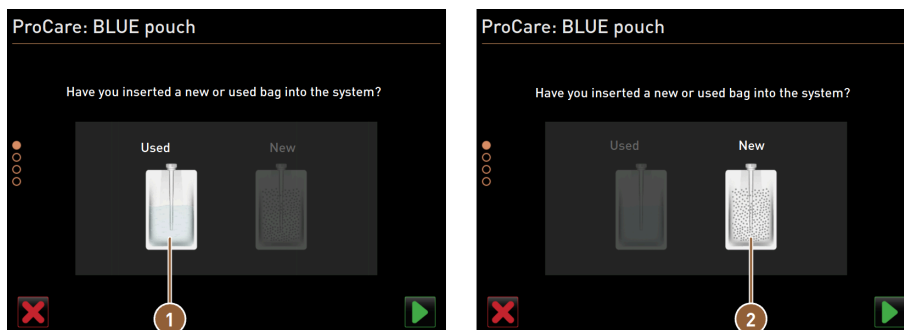 ProCare: BLUE pouch
Have you inserted a new or used bag into the system?
Used New
1
ProCare: BLUE pouch
Have you inserted a new or used bag into the system?
Used New
2